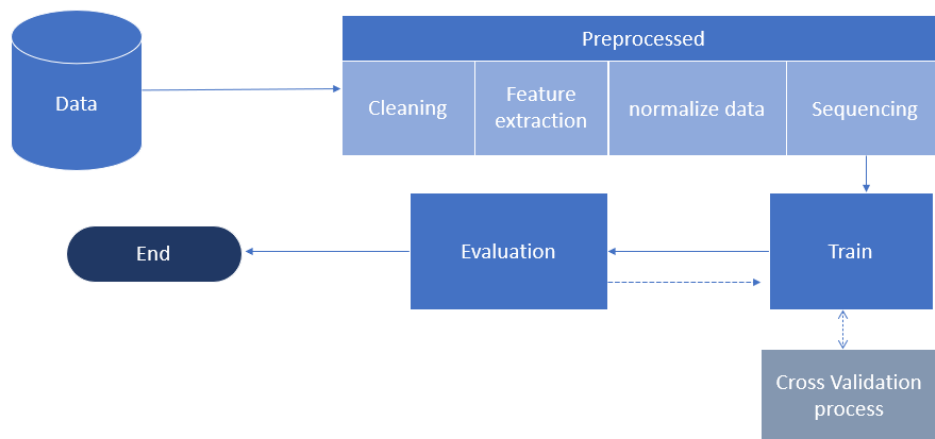 Preprocessed
Data
Cleaning
Feature
extraction
normalize data
Sequencing
End
Evaluation
Train
Cross Validation
process